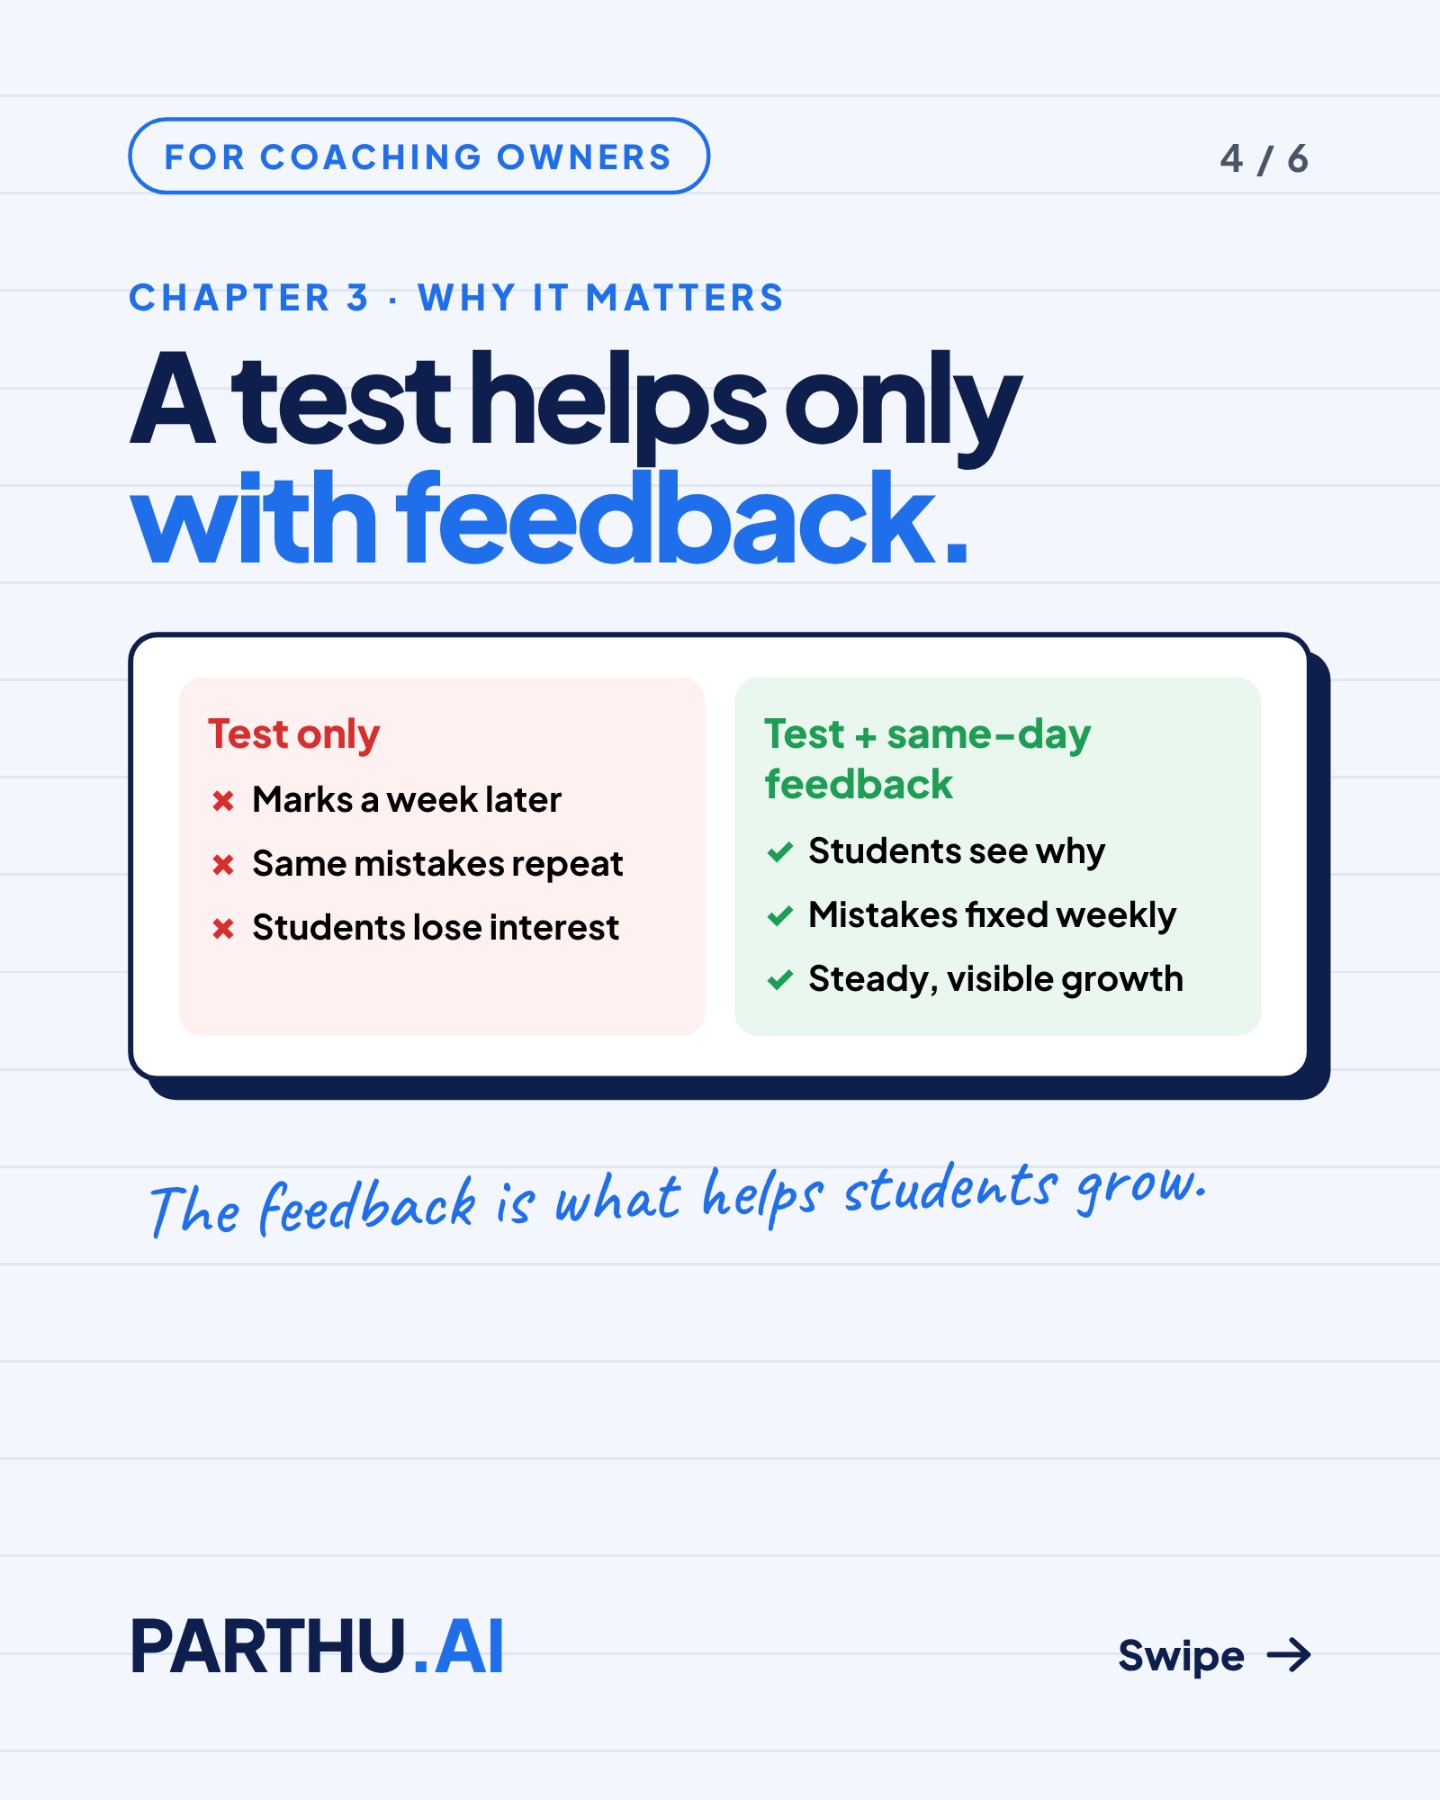 FOR COACHING OWNERS
4 / 6
CHAPTER 3 · WHY IT MATTERS
A test helps only
with feedback.
Test only
✖ Marks a week later
✖ Same mistakes repeat
✖ Students lose interest
Test + same-day
feedback
✔ Students see why
✔ Mistakes fixed weekly
✔ Steady, visible growth
The feedback is what helps students grow.
PARTHU.AI
Swipe →